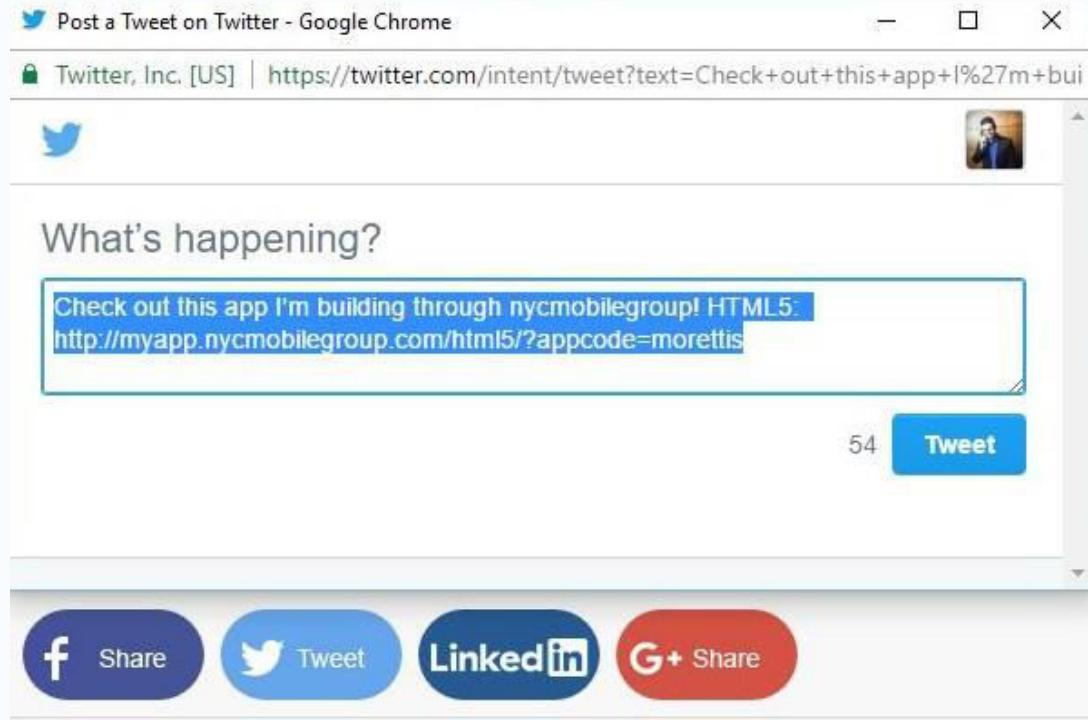 Post a Tweet on Twitter - Google Chrome
Twitter, Inc. [US] | https://twitter.com/intent/tweet?text=Check+out+this+app+I%27m+bui
What's happening?
Check out this app I'm building through nycmobilegroup! HTML5:
http://myapp.nycmobilegroup.com/html5/?appcode=morettis
54 Tweet
f Share Tweet Linked in G+ Share